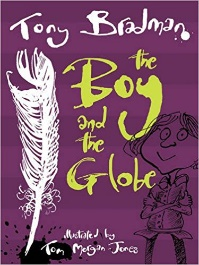 Tony Bradman
the
Boy
and
the
Globe
illustrated by
Tom Morgan-Jones